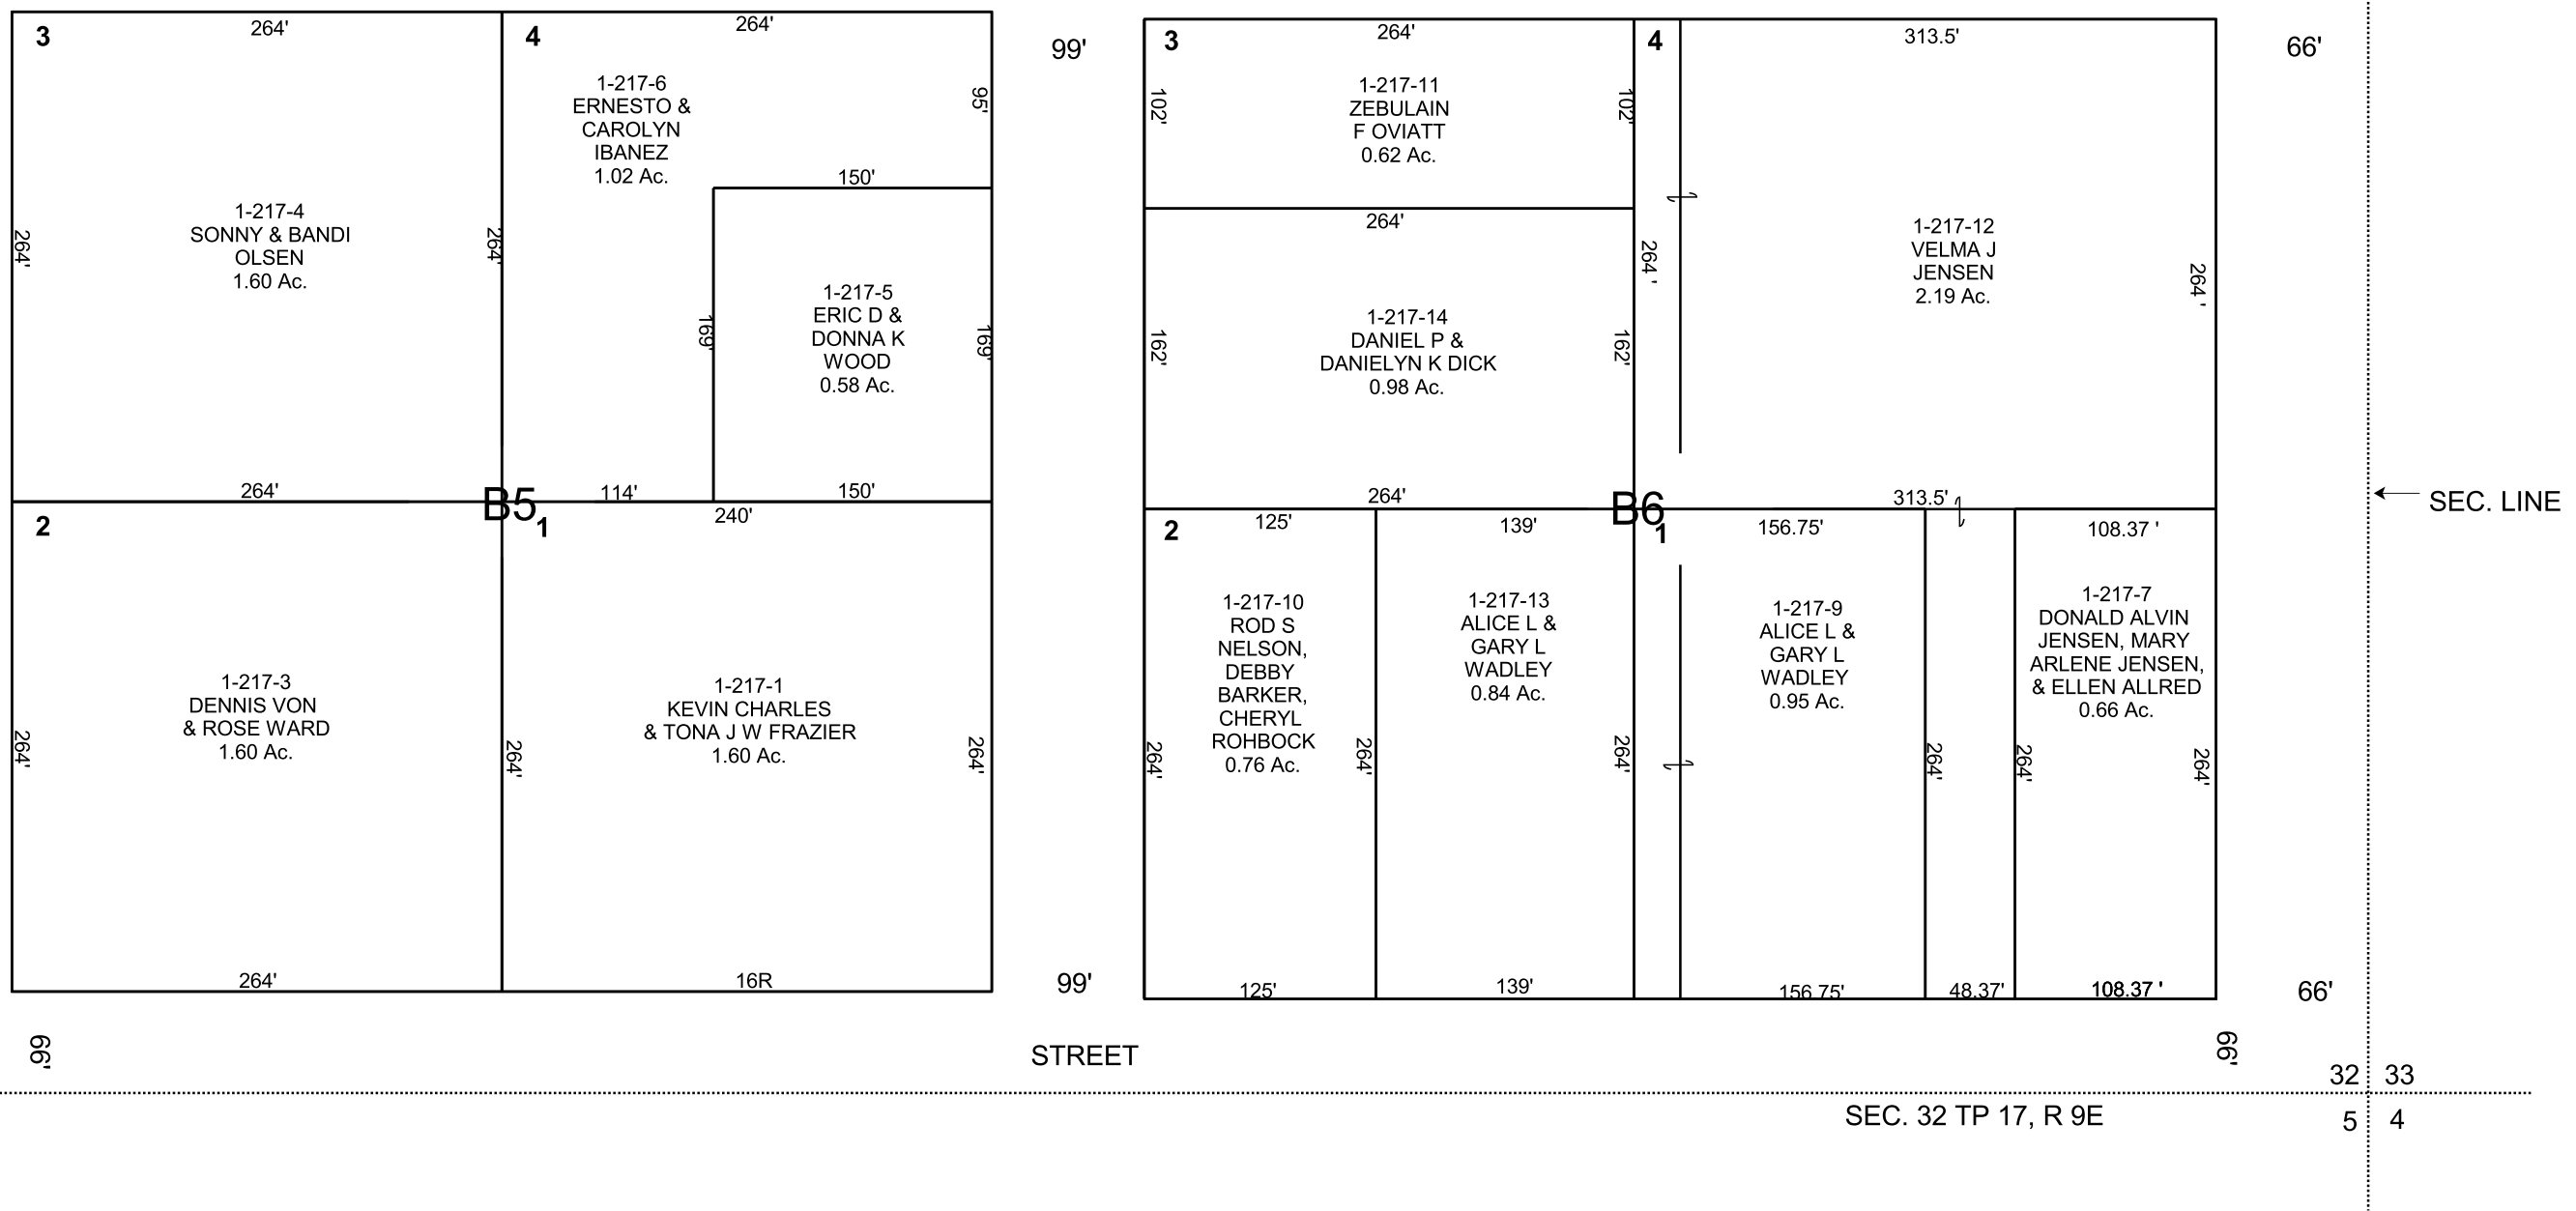 3
264'
4
264'
99'
3
264'
4
313.5'
66'
1-217-6
ERNESTO &
CAROLYN
IBANEZ
1.02 Ac.
95'
102'
1-217-11
ZEBULAIN
F OVIATT
0.62 Ac.
102'
150'
1-217-4
SONNY & BANDI
OLSEN
1.60 Ac.
264'
264'
264'
264 '
1-217-12
VELMA J
JENSEN
2.19 Ac.
264 '
1-217-5
ERIC D &
DONNA K
WOOD
0.58 Ac.
169'
169'
162'
1-217-14
DANIEL P &
DANIELYN K DICK
0.98 Ac.
162'
264'
B5
114'
150'
264'
B6
313.5'
SEC. LINE
2
1
240'
2
125'
139'
1
156.75'
108.37 '
1-217-3
DENNIS VON
& ROSE WARD
1.60 Ac.
264'
264'
1-217-1
KEVIN CHARLES
& TONA J W FRAZIER
1.60 Ac.
264'
1-217-10
ROD S
NELSON,
DEBBY
BARKER,
CHERYL
ROHBOCK
0.76 Ac.
264'
264'
1-217-13
ALICE L &
GARY L
WADLEY
0.84 Ac.
264'
1-217-9
ALICE L &
GARY L
WADLEY
0.95 Ac.
264'
264'
1-217-7
DONALD ALVIN
JENSEN, MARY
ARLENE JENSEN,
& ELLEN ALLRED
0.66 Ac.
264'
264'
16R
99'
125'
139'
156.75'
48.37'
108.37 '
66'
66'
STREET
66'
32
33
SEC. 32 TP 17, R 9E
5
4